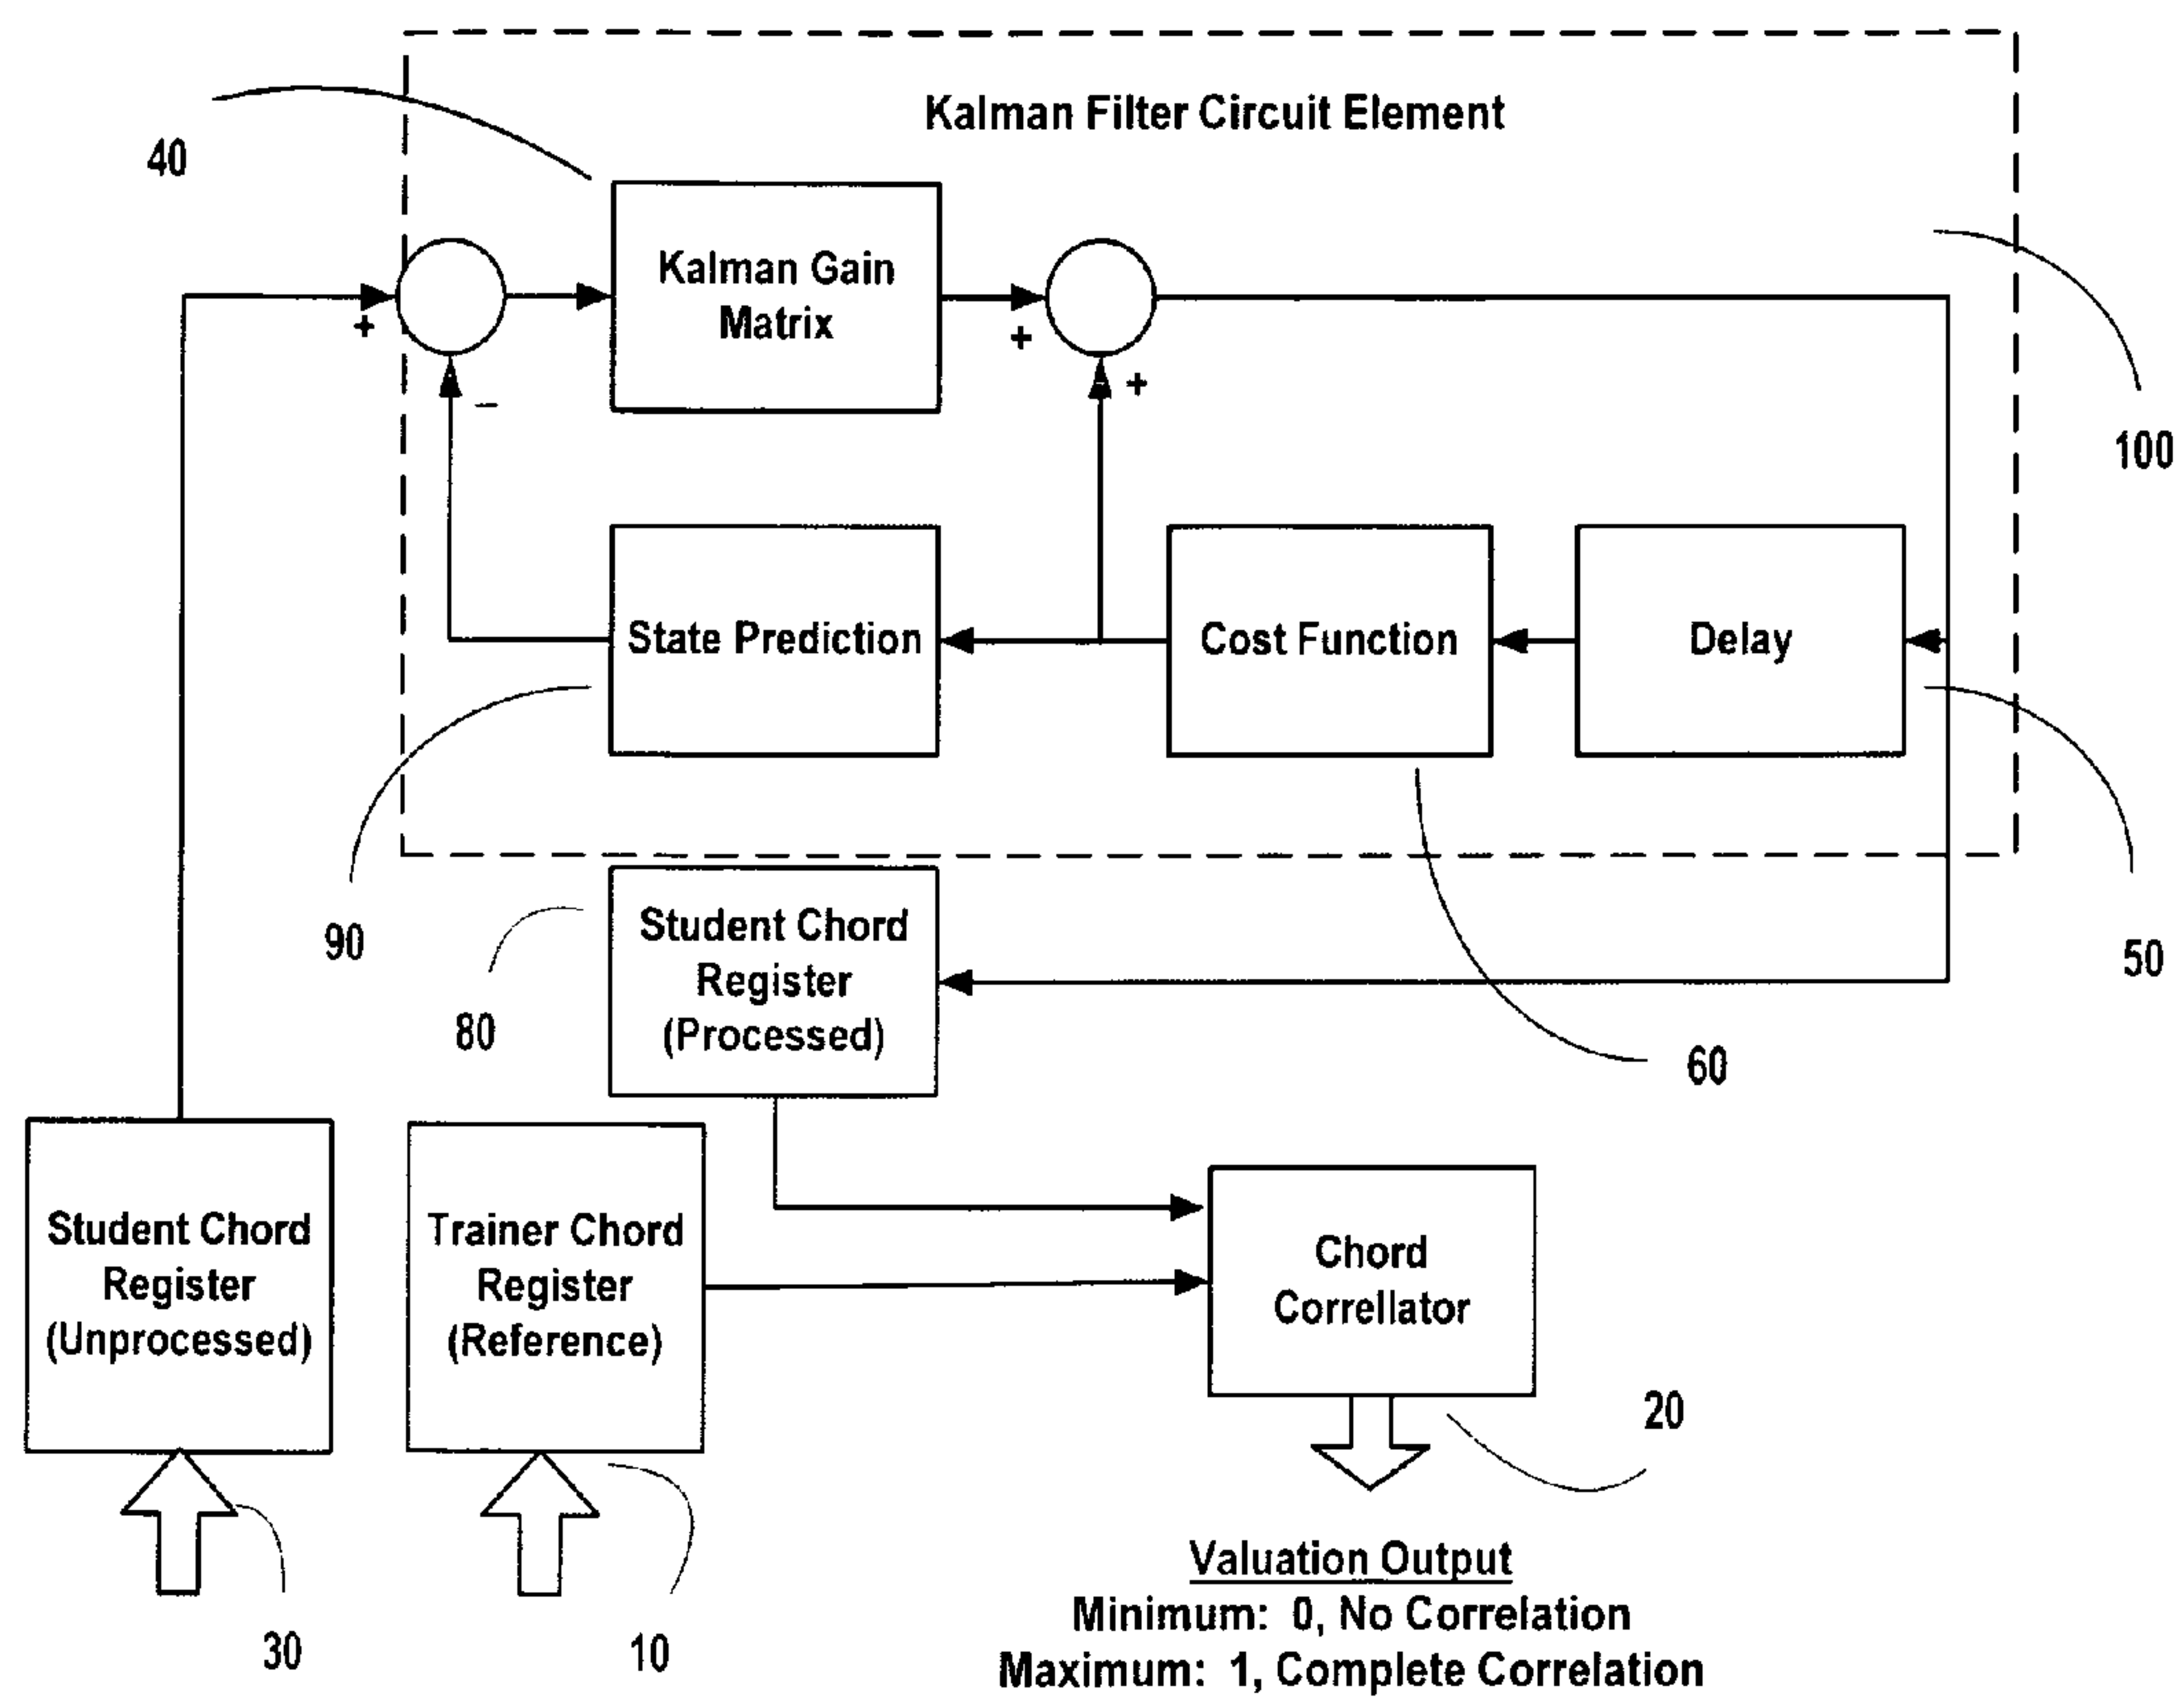 Kalman Filter Circuit Element
40
Kalman Gain
Matrix
+
+
+
–
100
State Prediction
Cost Function
Delay
90
80
Student Chord
Register
(Processed)
50
60
Student Chord
Register
(Unprocessed)
Trainer Chord
Register
(Reference)
Chord
Correllator
20
30
10
Valuation Output
Minimum: 0, No Correlation
Maximum: 1, Complete Correlation